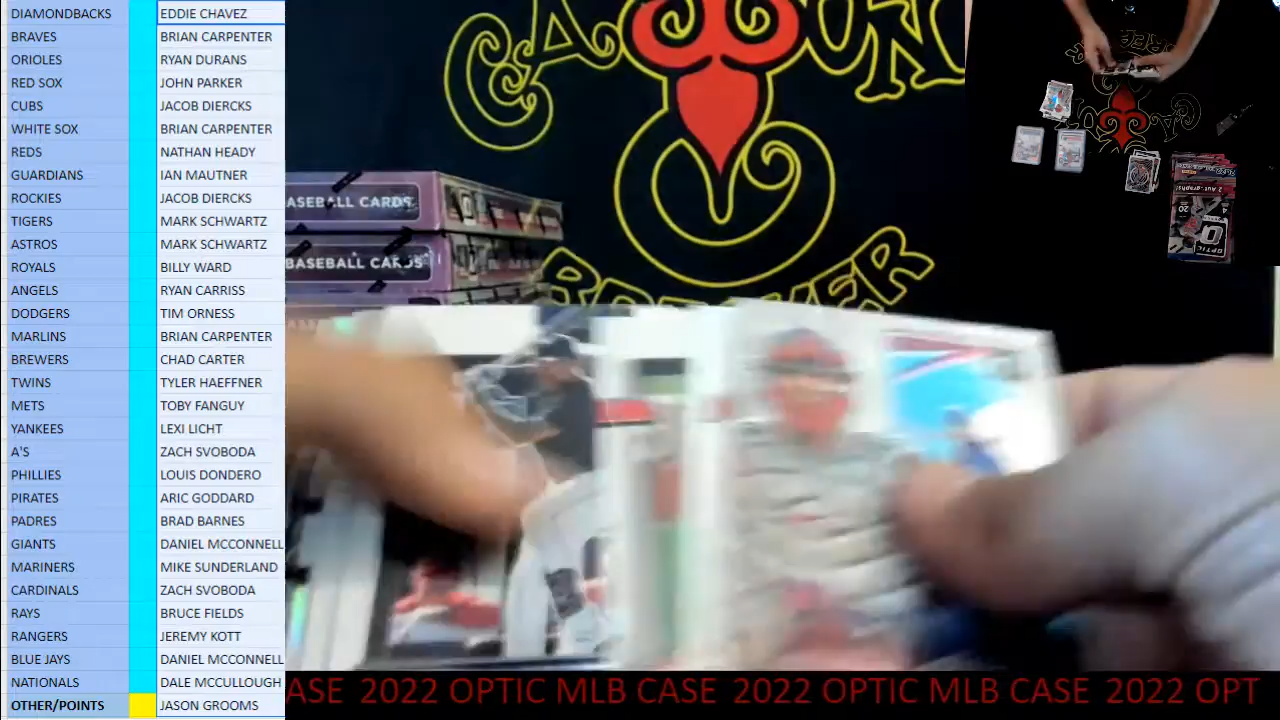 DIAMONDBACKS EDDIE CHAVEZ
BRAVES BRIAN CARPENTER
ORIOLES RYAN DURANS
RED SOX JOHN PARKER
CUBS JACOB DIERCKS
WHITE SOX BRIAN CARPENTER
REDS NATHAN HEADY
GUARDIANS IAN MAUTNER
ROCKIES JACOB DIERCKS
TIGERS MARK SCHWARTZ
ASTROS MARK SCHWARTZ
ROYALS BILLY WARD
ANGELS RYAN CARRISS
DODGERS TIM ORNESS
MARLINS BRIAN CARPENTER
BREWERS CHAD CARTER
TWINS TYLER HAEFFNER
METS TOBY FANGUY
YANKEES LEXI LICHT
A'S ZACH SVOBODA
PHILLIES LOUIS DONDERO
PIRATES ARIC GODDARD
PADRES BRAD BARNES
GIANTS DANIEL MCCONNELL
MARINERS MIKE SUNDERLAND
CARDINALS ZACH SVOBODA
RAYS BRUCE FIELDS
RANGERS JEREMY KOTT
BLUE JAYS DANIEL MCCONNELL
NATIONALS DALE MCCULLOUGH
OTHER/POINTS JASON GROOMS
ASEBALL CARDS
BASEBALL CARDS
OPTIC
20
ASE 2022 OPTIC MLB CASE 2022 OPTIC MLB CASE 2022 OPT